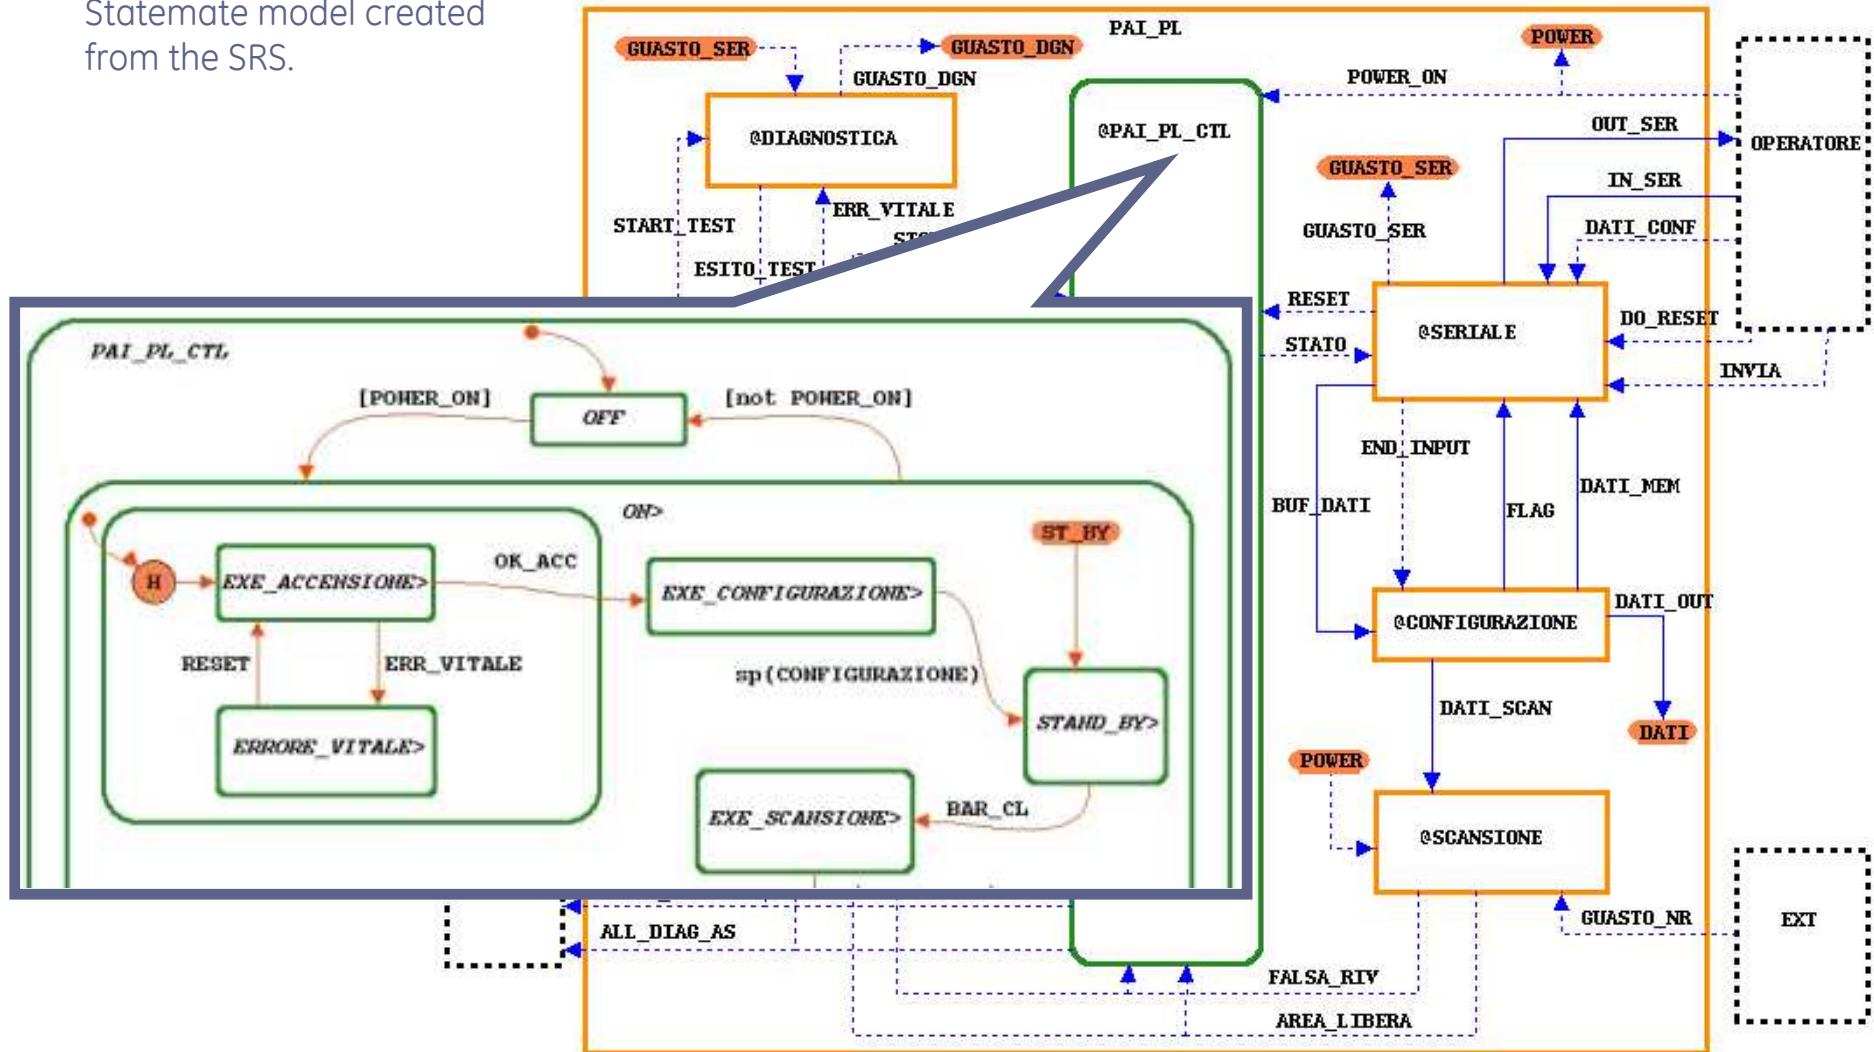 Statemate model created
from the SRS.
PAI_PL
GUASTO_SER
GUASTO_DGN
POWER
GUASTO_DGN
POWER_ON
@DIAGNOSTICA
@PAI_PL_CTL
OUT_SER
OPERATORE
GUASTO_SER
IN_SER
START_TEST
ERR_VITALE
GUASTO_SER
DATI_CONF
ESITO_TEST
RESET
@SERIALE
DO_RESET
STATO
INVIA
PAI_PL_CTL
[POWER_ON]
OFF
[not POWER_ON]
END_INPUT
BUF_DATI
FLAG
DATI_MEM
ON>
ST_BY
H
EXE_ACCENSIONE>
OK_ACC
EXE_CONFIGURAZIONE>
@CONFIGURAZIONE
DATI_OUT
RESET
ERR_VITALE
sp(CONFIGURAZIONE)
DATI_SCAN
STAND_BY>
DATI
ERRORE_VITALE>
POWER
EXE_SCANSIONE>
BAR_CL
@SCANSIONE
ALL_DIAG_AS
GUASTO_NR
EXT
FALSA_RIV
AREA_LIBERA